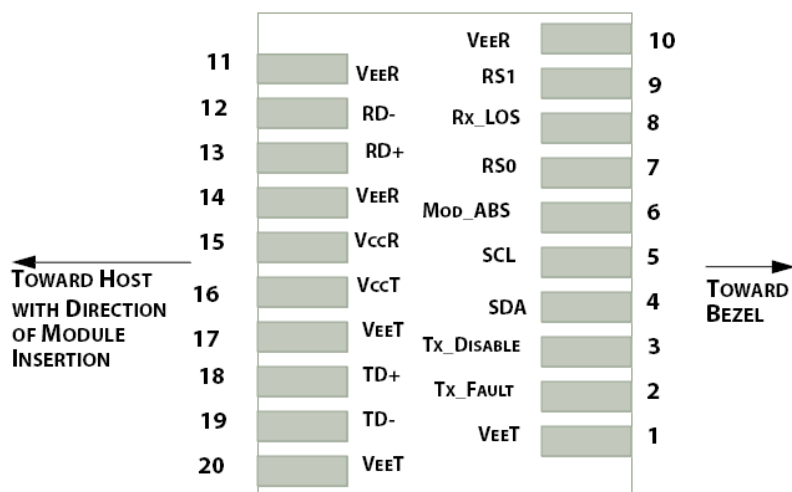 11 VEER
12 RD-
13 RD+
14 VEER
15 VCCR
16 VCCT
17 VEET
18 TD+
19 TD-
20 VEET
VEER 10
RS1 9
RX_LOS 8
RS0 7
MOD_ABS 6
SCL 5
SDA 4
TX_DISABLE 3
TX_FAULT 2
VEET 1
TOWARD HOST
WITH DIRECTION
OF MODULE
INSERTION
TOWARD
BEZEL